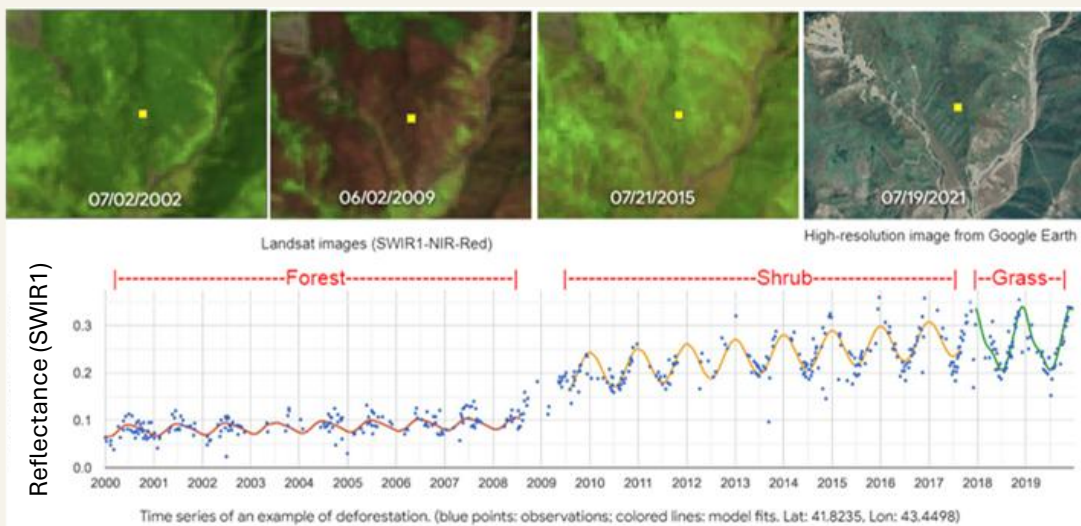 07/02/2002
06/02/2009
07/21/2015
07/19/2021
Landsat images (SWIR1-NIR-Red)
High-resolution image from Google Earth
|-----------------------Forest-----------------------|
|-----------------------Shrub-----------------------|
|--Grass--|
Reflectance (SWIR1)
0.3
0.2
0.1
0.0
2000 2001 2002 2003 2004 2005 2006 2007 2008 2009 2010 2011 2012 2013 2014 2015 2016 2017 2018 2019
Time series of an example of deforestation. (blue points: observations; colored lines: model fits. Lat: 41.8235, Lon: 43.4498)